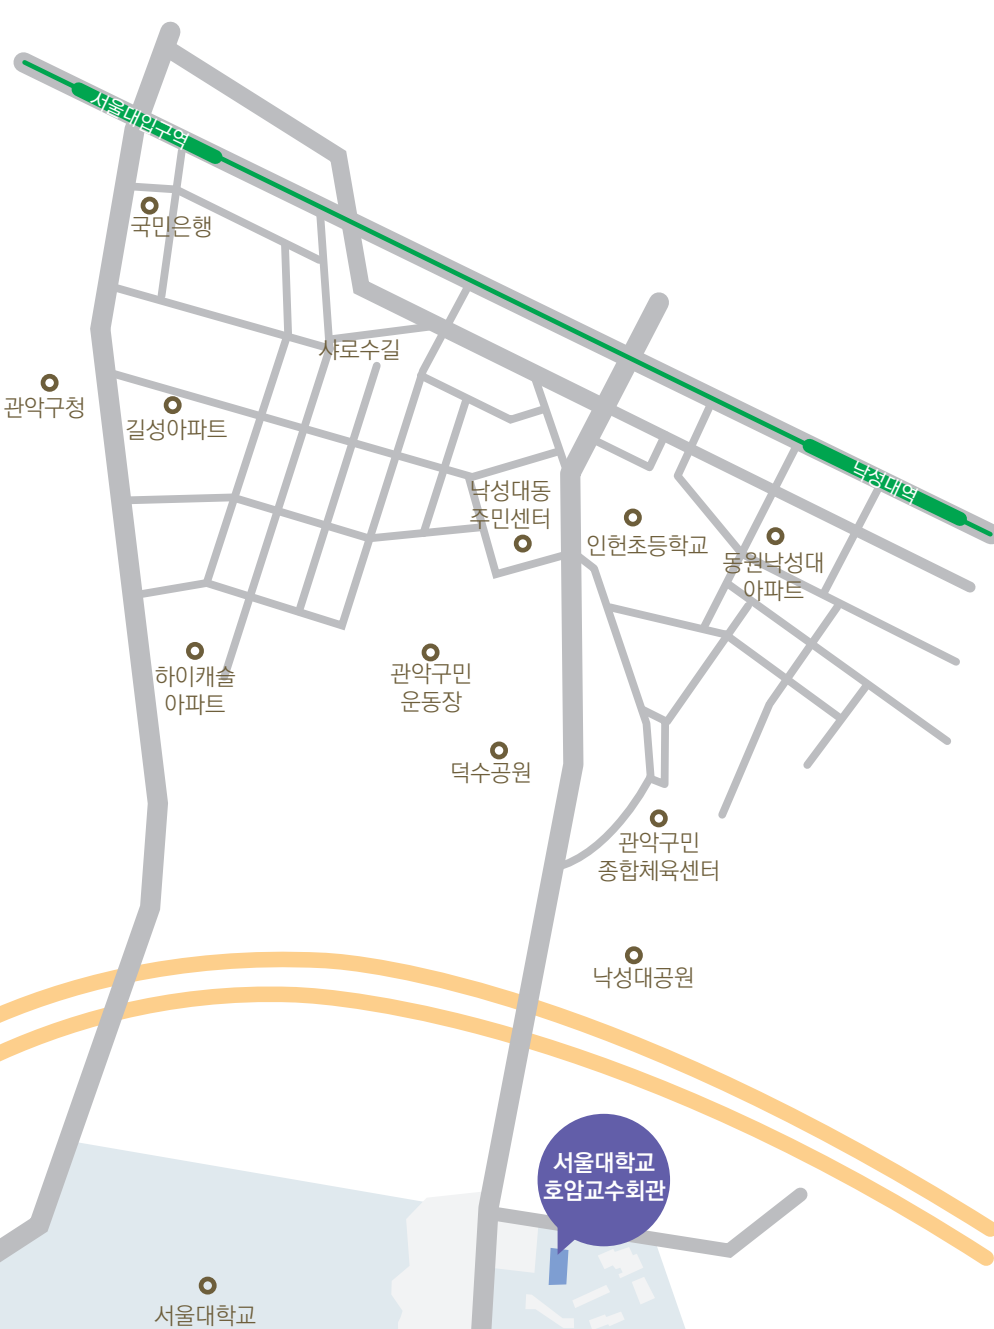 서울대입구역
국민은행
샤로수길
관악구청
길성아파트
낙성대역
낙성대동
주민센터
인헌초등학교
동원낙성대
아파트
하이캐슬
아파트
관악구민
운동장
덕수공원
관악구민
종합체육센터
낙성대공원
서울대학교
호암교수회관
서울대학교